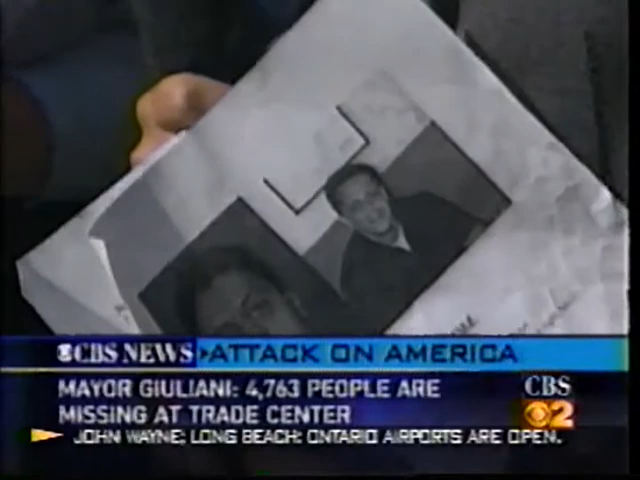 CBS NEWS ATTACK ON AMERICA
MAYOR GIULIANI: 4,763 PEOPLE ARE
MISSING AT TRADE CENTER
CBS
2
JOHN WAYNE; LONG BEACH; ONTARIO AIRPORTS ARE OPEN.